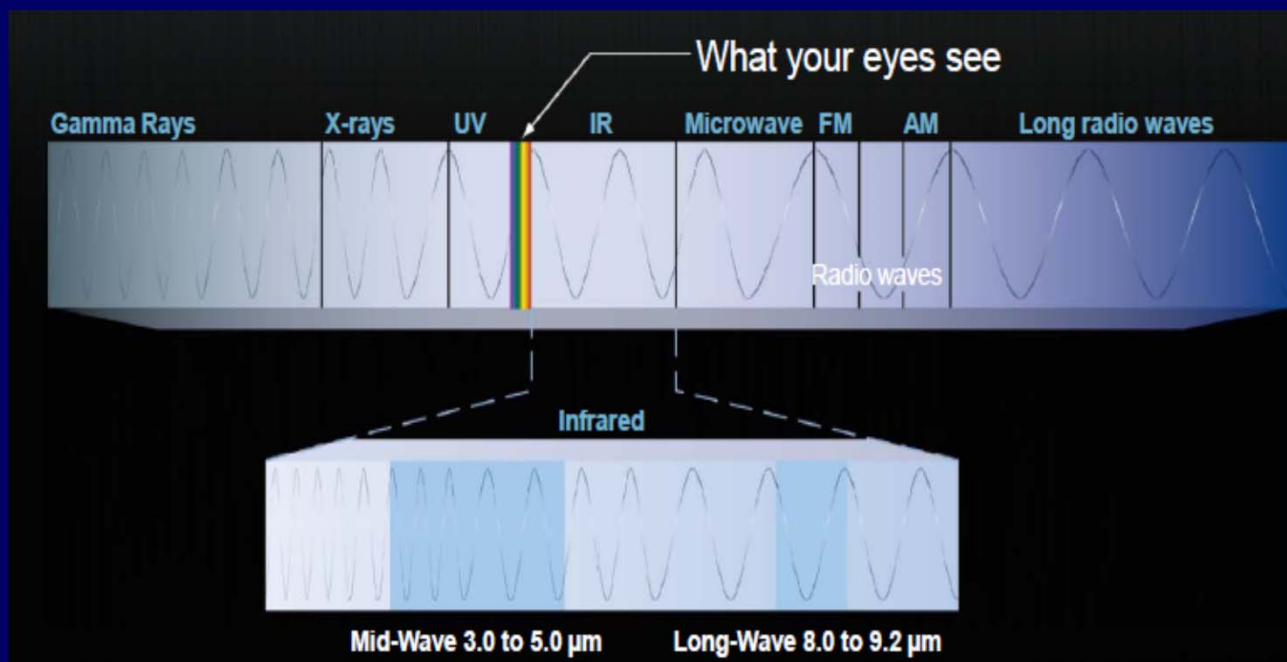 What your eyes see
Gamma Rays X-rays UV IR Microwave FM AM Long radio waves
Radio waves
Infrared
Mid-Wave 3.0 to 5.0 µm Long-Wave 8.0 to 9.2 µm